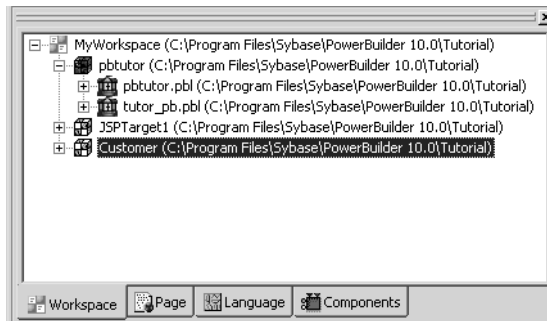 MyWorkspace (C:\Program Files\Sybase\PowerBuilder 10.0\Tutorial)
pbtutor (C:\Program Files\Sybase\PowerBuilder 10.0\Tutorial)
pbtutor.pbl (C:\Program Files\Sybase\PowerBuilder 10.0\Tutorial)
tutor_pb.pbl (C:\Program Files\Sybase\PowerBuilder 10.0\Tutorial)
JSPTarget1 (C:\Program Files\Sybase\PowerBuilder 10.0\Tutorial)
Customer (C:\Program Files\Sybase\PowerBuilder 10.0\Tutorial)
Workspace Page Language Components